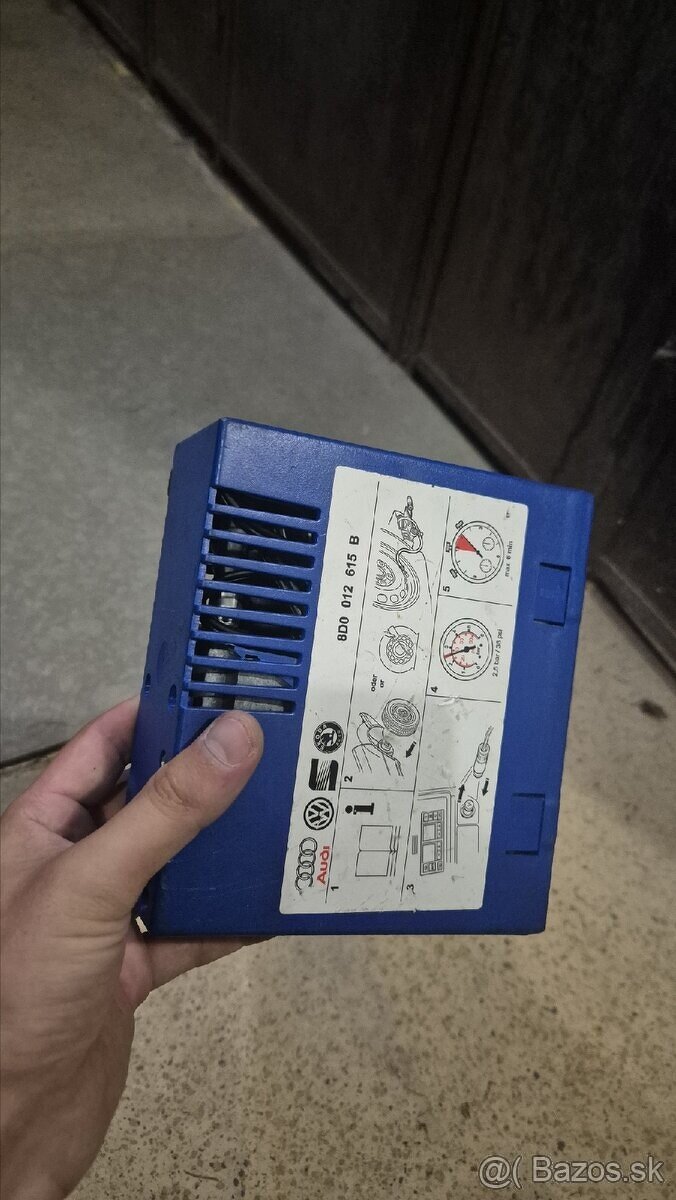 Audi
SKODA
8D0 012 615 B
1
i
2
oder
or
3
4
2,5 bar / 36 psi
5
max. 6 min
@( Bazos.sk